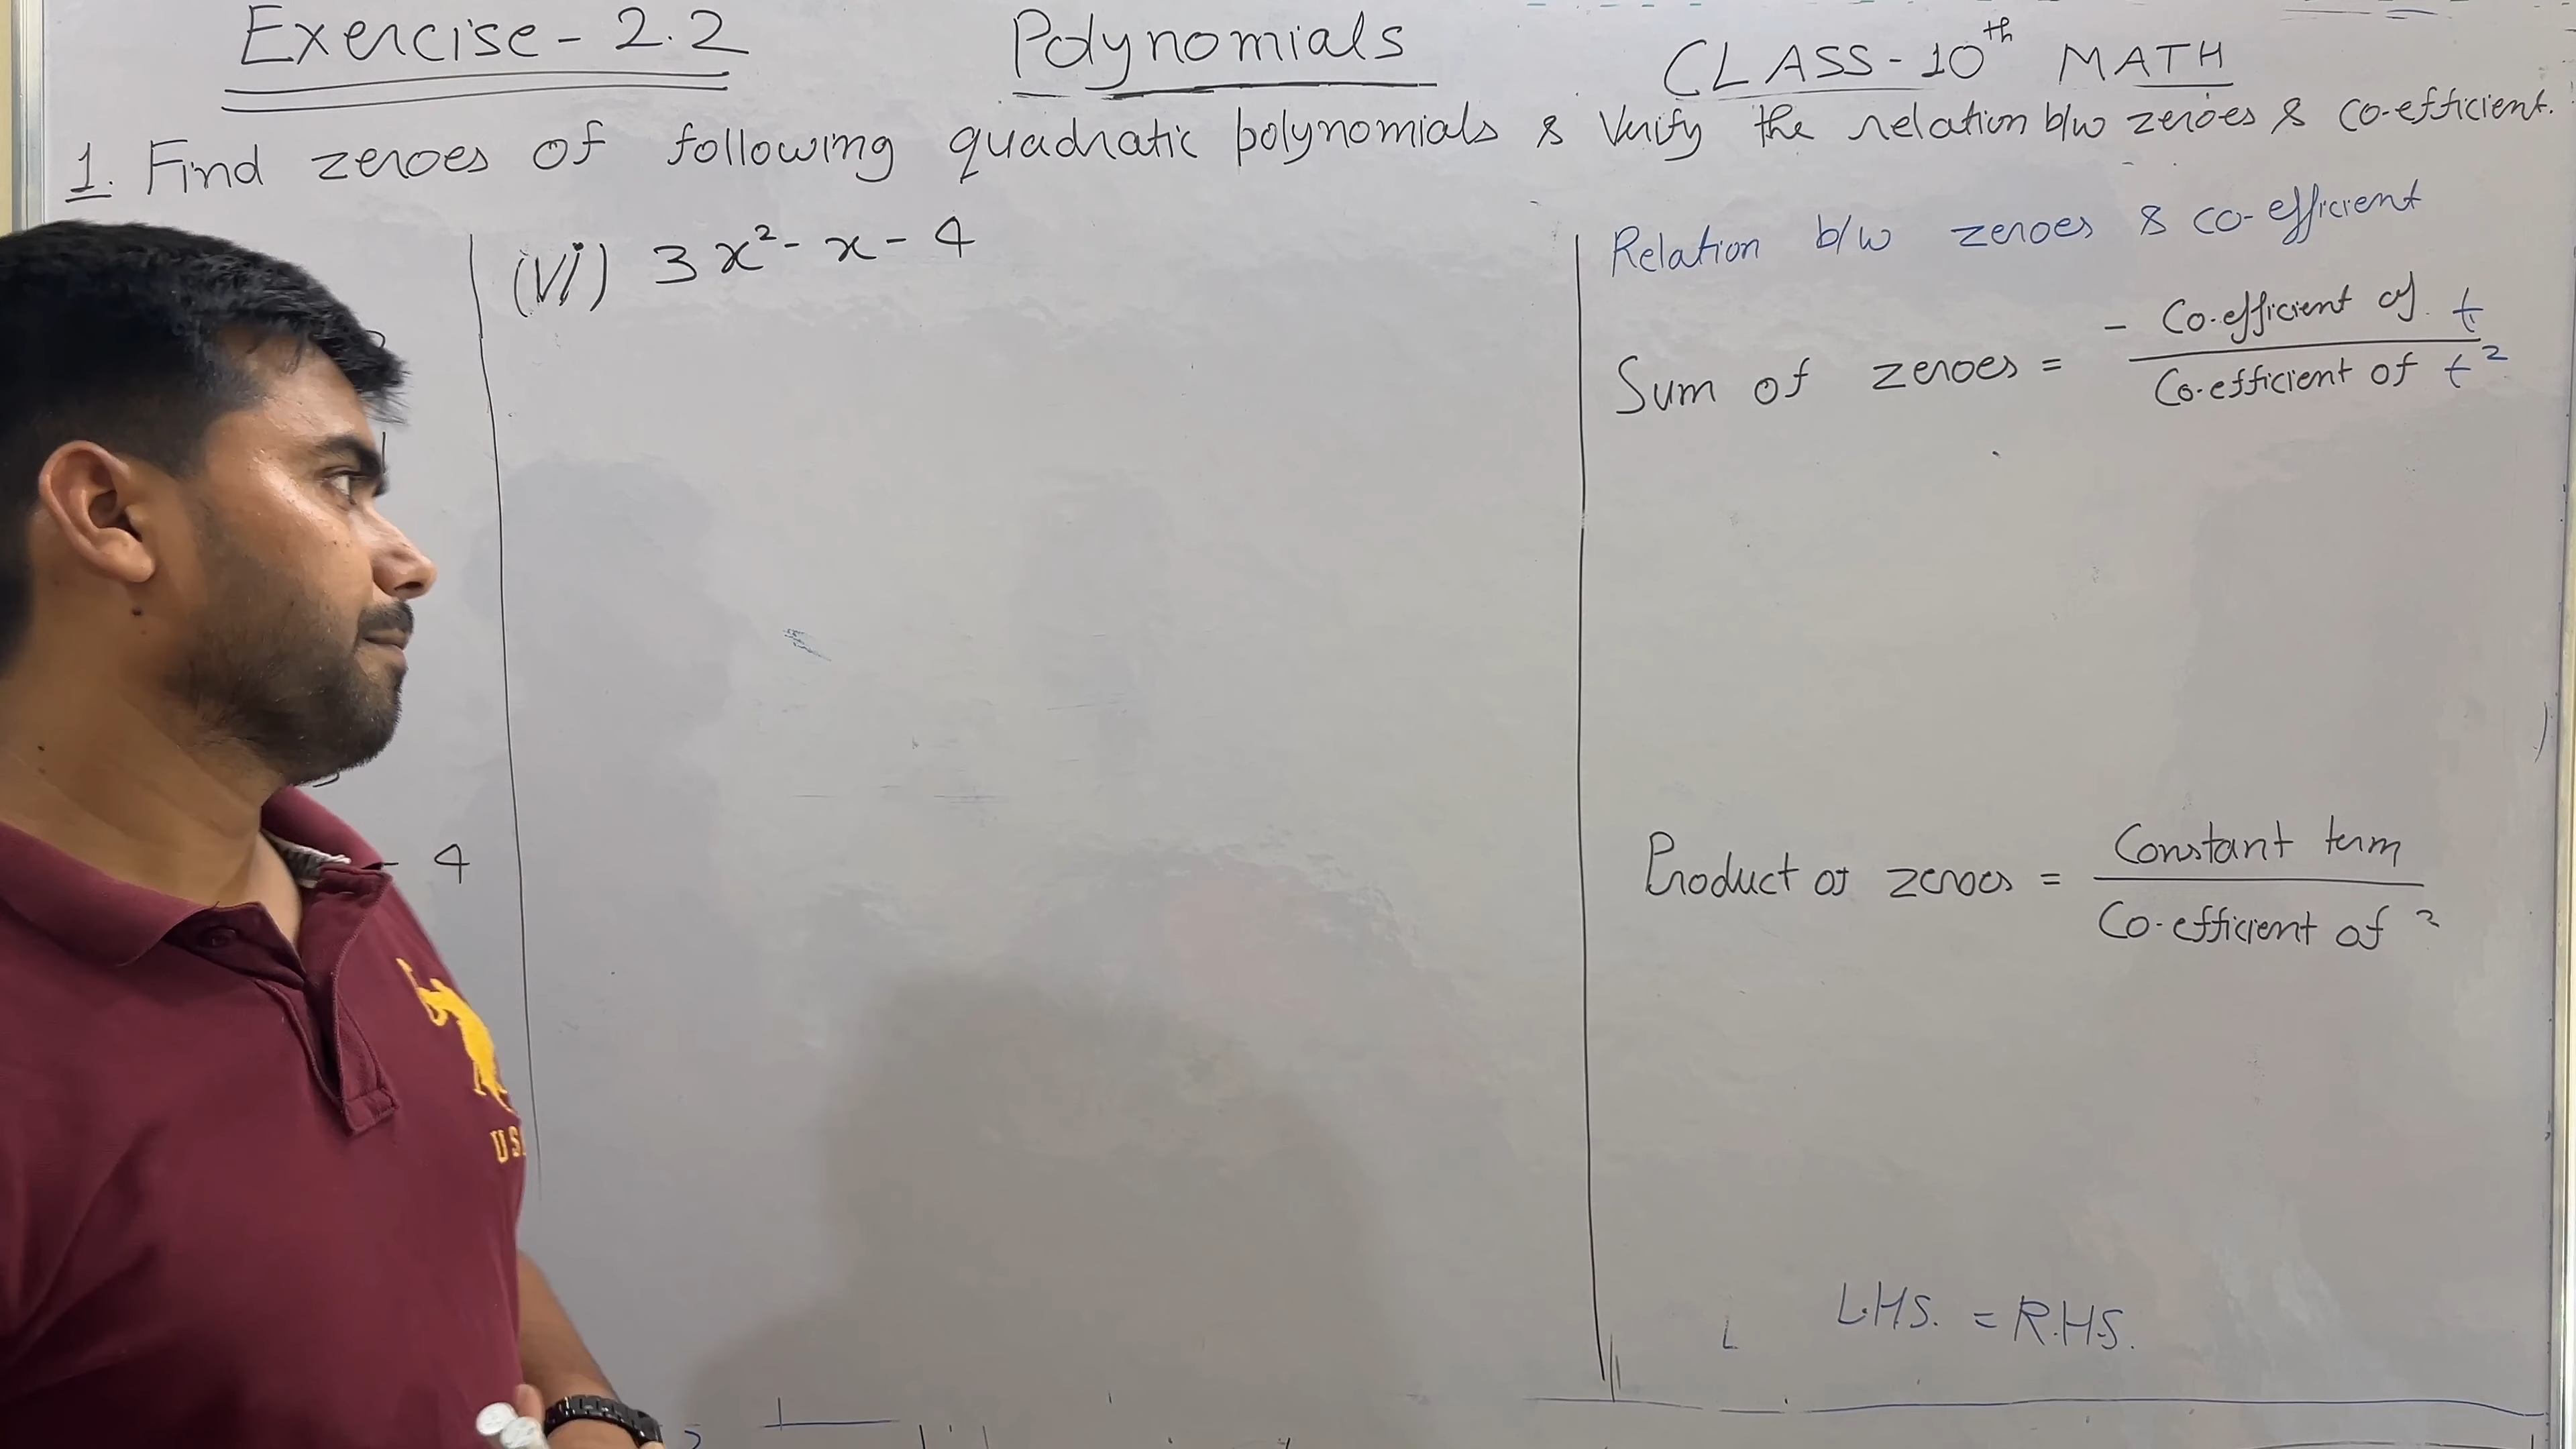 Exercise - 2.2
Polynomials
CLASS - 10th MATH
1. Find zeroes of following quadratic polynomials & Verify the relation b/w zeroes & co-efficient.
(vi) 3x² - x - 4
Relation b/w zeroes & co-efficient
Sum of zeroes = - Co-efficient of t / Co-efficient of t²
- 4
Product of zeroes = Constant term / Co-efficient of ²
L.H.S. = R.H.S.